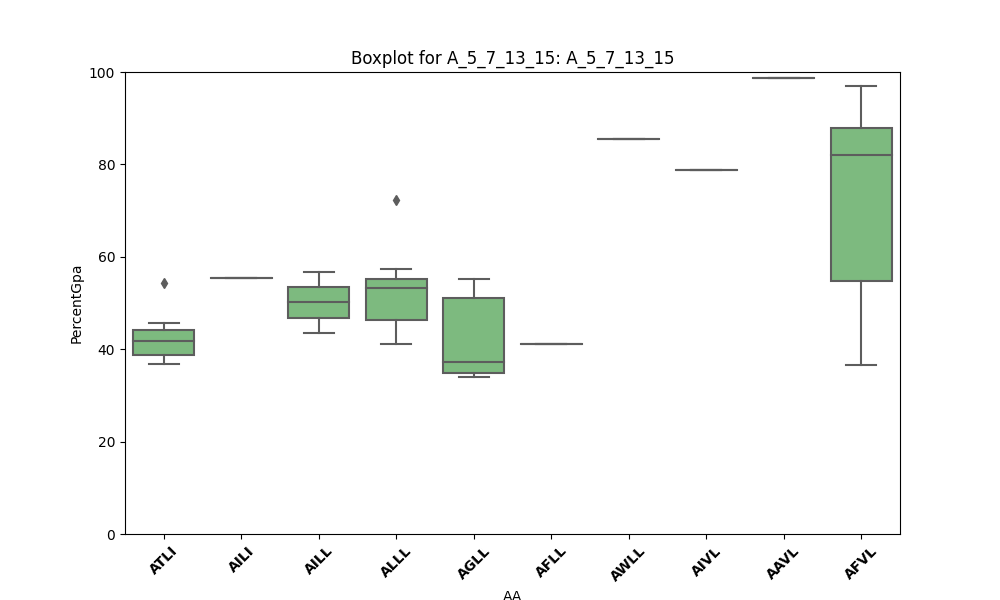 Boxplot for A_5_7_13_15: A_5_7_13_15
100
80
60
40
20
0
PercentGpa
ATLI
AILI
AILL
ALLL
AGLL
AFLL
AWLL
AIVL
AAVL
AFVL
AA